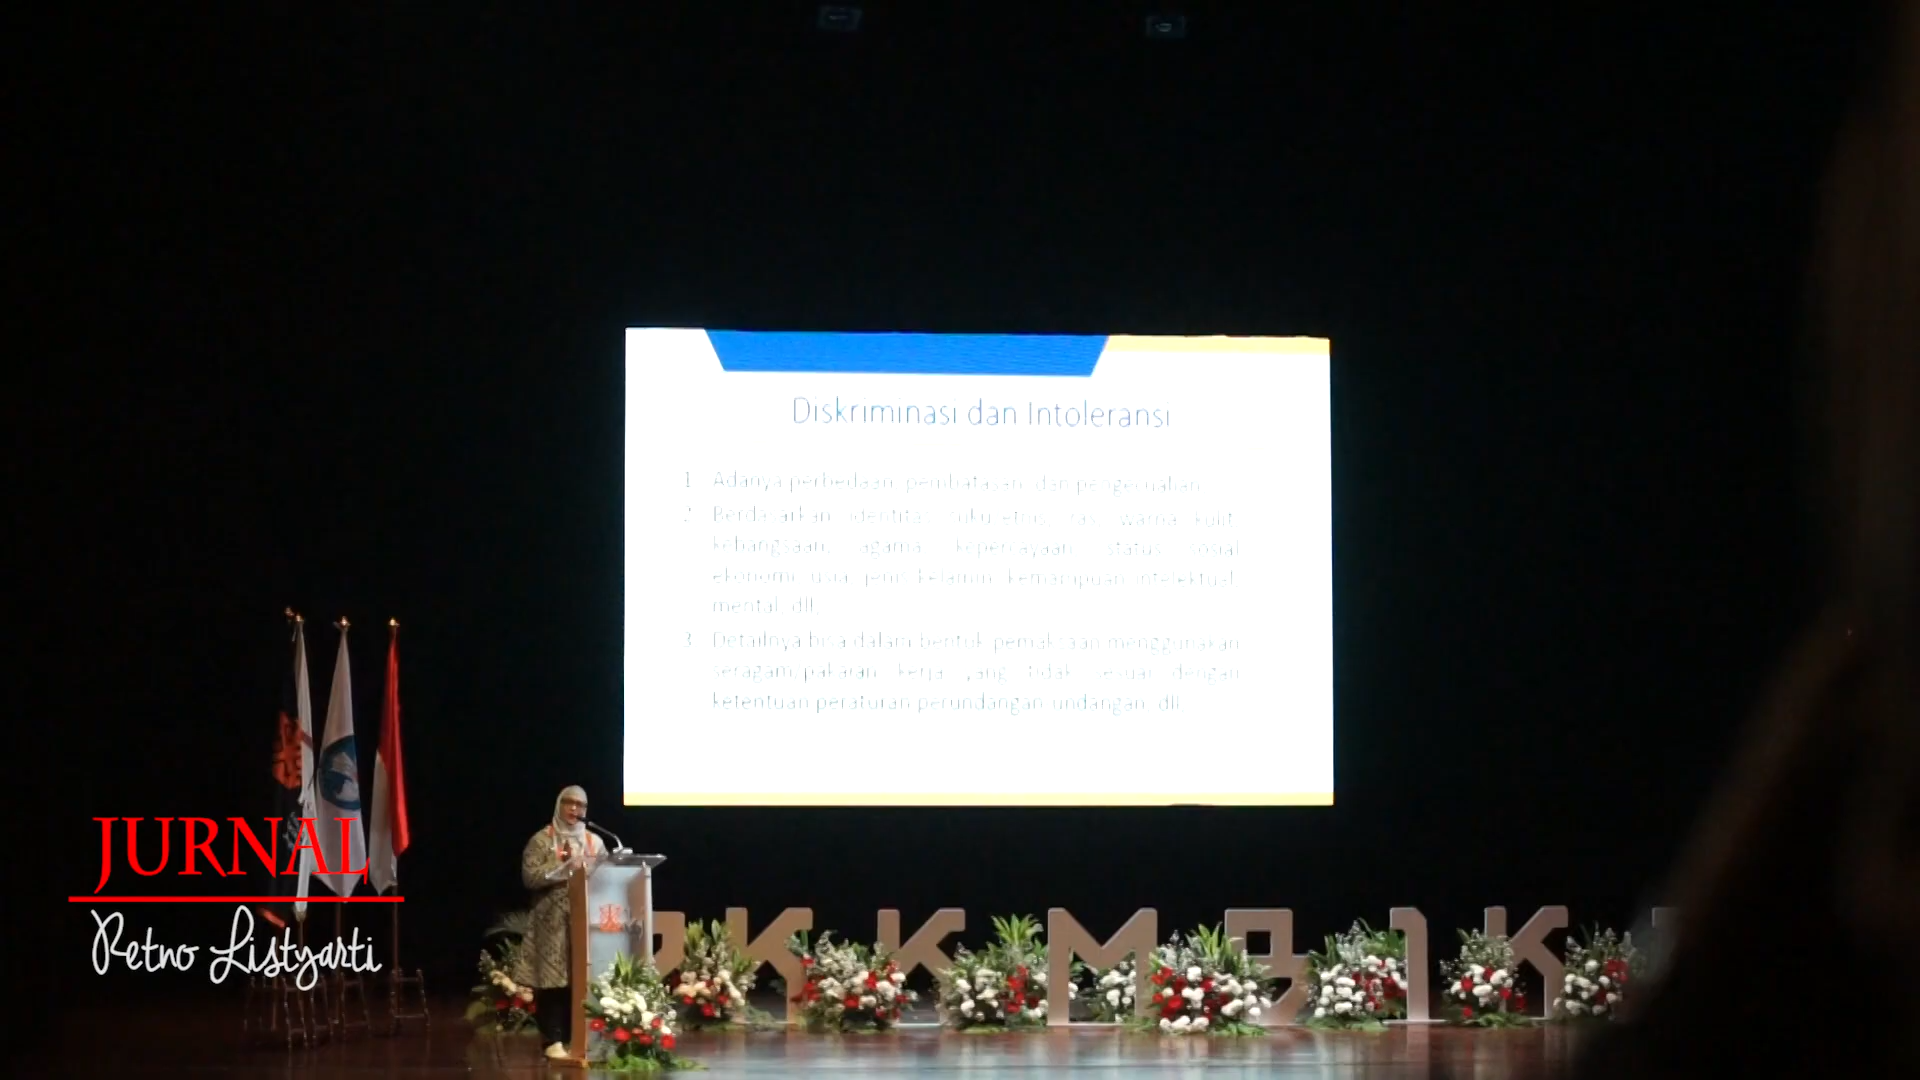 Diskriminasi dan Intoleransi
1. Adanya perbedaan, pembatasan, dan pengecualian
2. Berdasarkan identitas suku/etnis, ras, warna kulit,
kebangsaan, agama, kepercayaan, status sosial
ekonomi, usia, jenis kelamin, kemampuan intelektual,
mental, dll.
3. Detailnya bisa dalam bentuk pemaksaan menggunakan
seragam/pakaian kerja yang tidak sesuai dengan
ketentuan peraturan perundangan-undangan, dll
JURNAL
Retno Listyarti
PKKMB IKJ